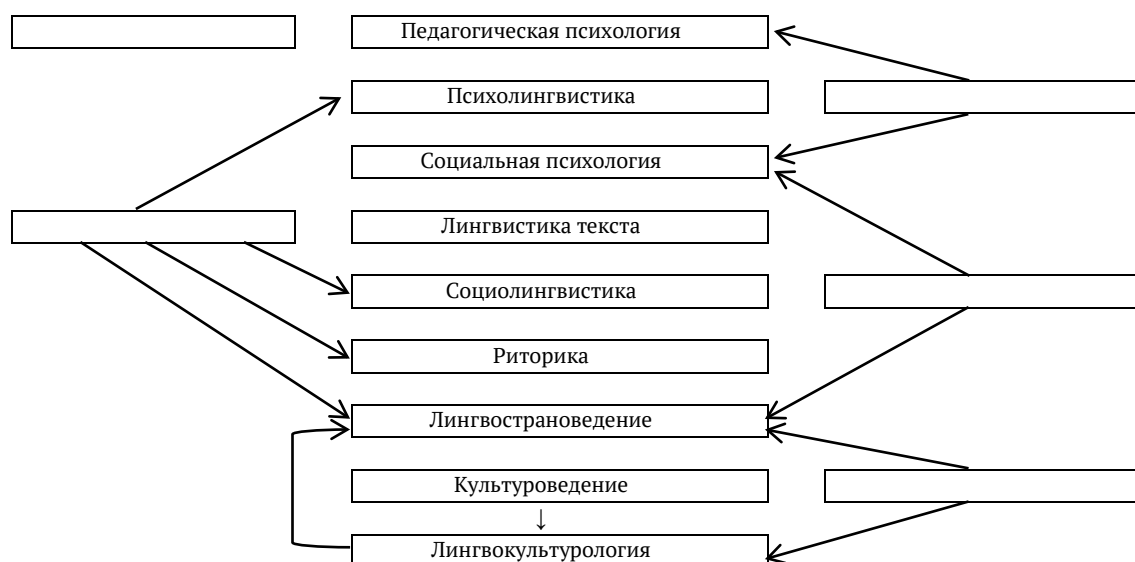 Педагогическая психология
Психолингвистика
Социальная психология
Лингвистика текста
Социолингвистика
Риторика
Лингвострановедение
Культуроведение
↓
Лингвокультурология